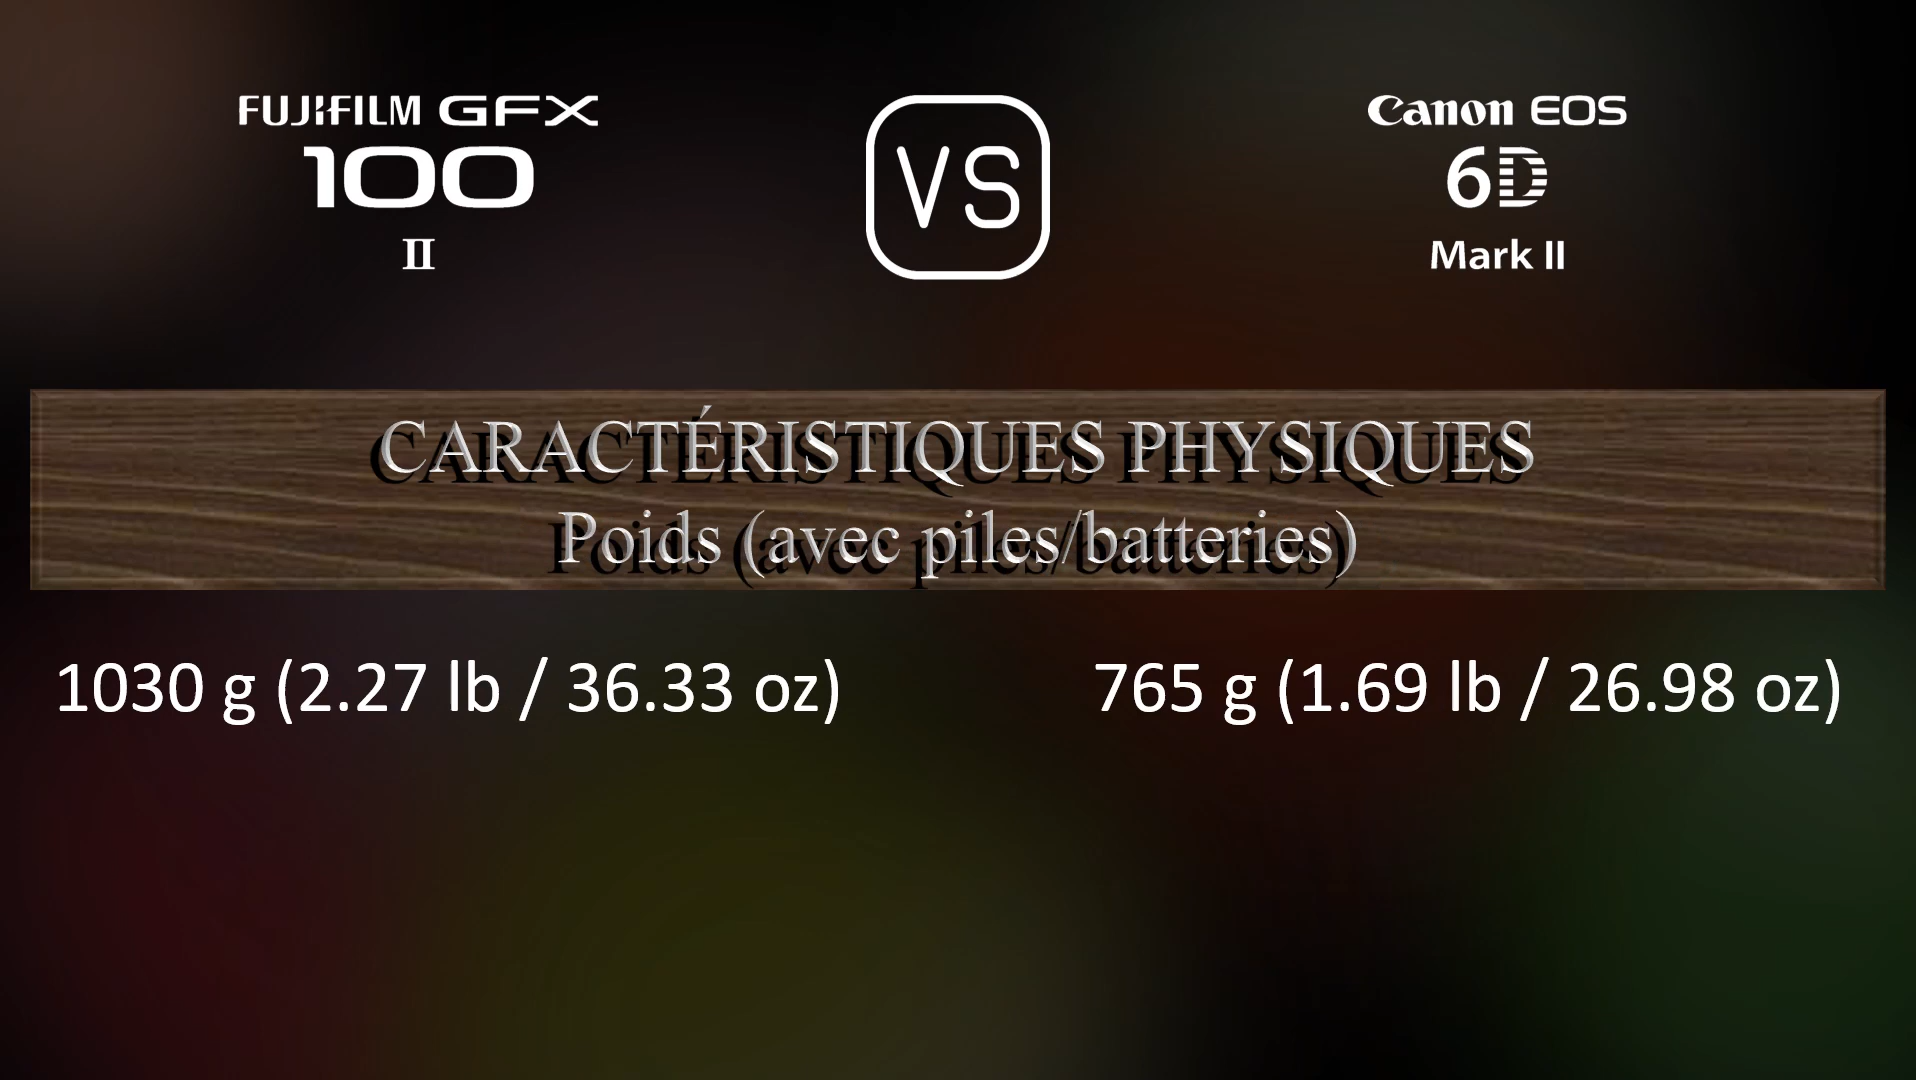 FUJIFILM GFX
100
II
VS
Canon EOS
6D
Mark II
CARACTÉRISTIQUES PHYSIQUES
Poids (avec piles/batteries)
1030 g (2.27 lb / 36.33 oz)
765 g (1.69 lb / 26.98 oz)